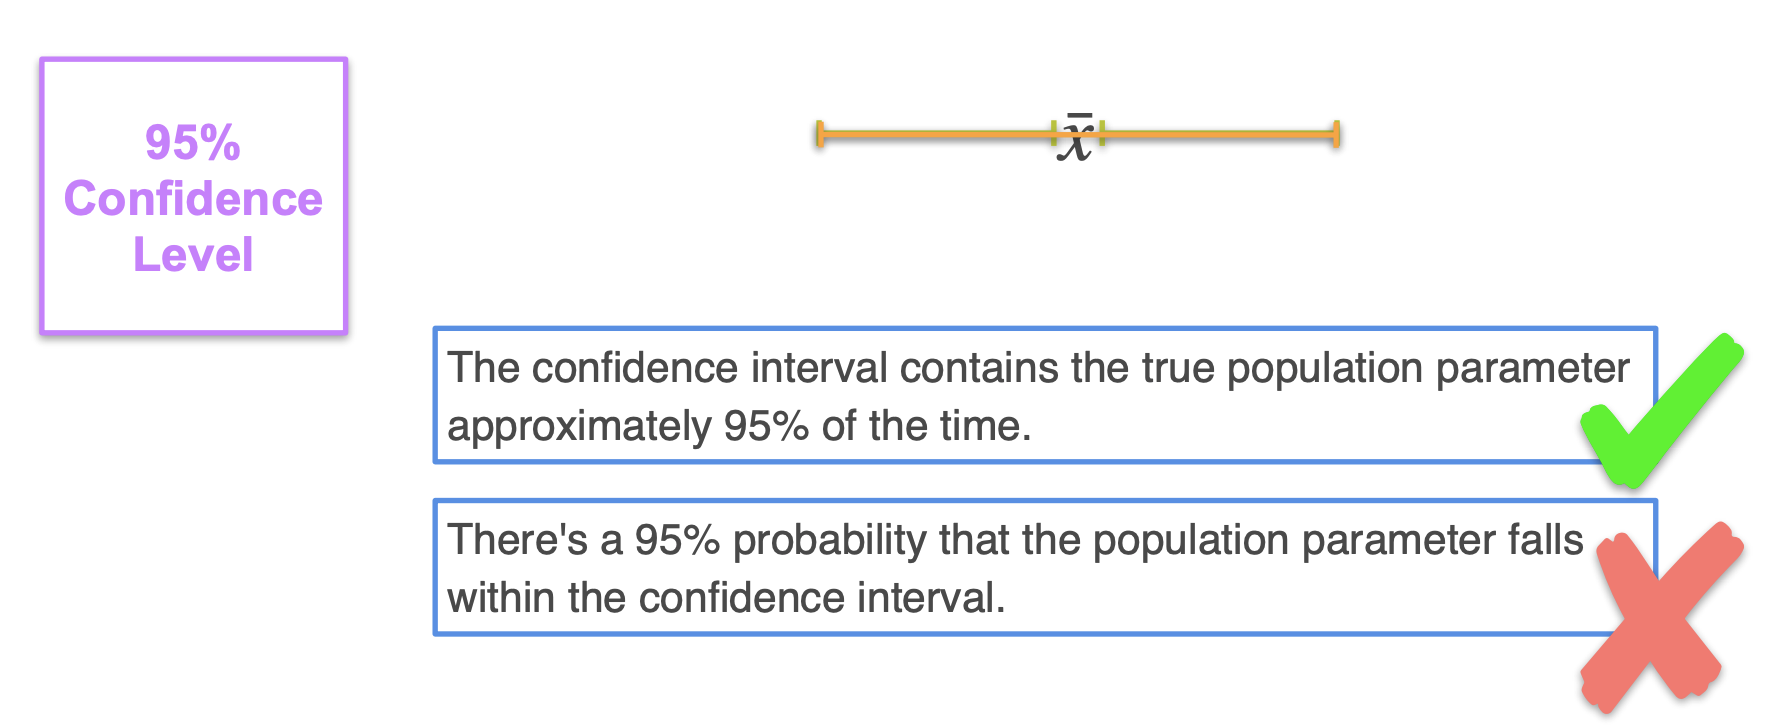 95%
Confidence
Level
x̄
The confidence interval contains the true population parameter
approximately 95% of the time.
There's a 95% probability that the population parameter falls
within the confidence interval.